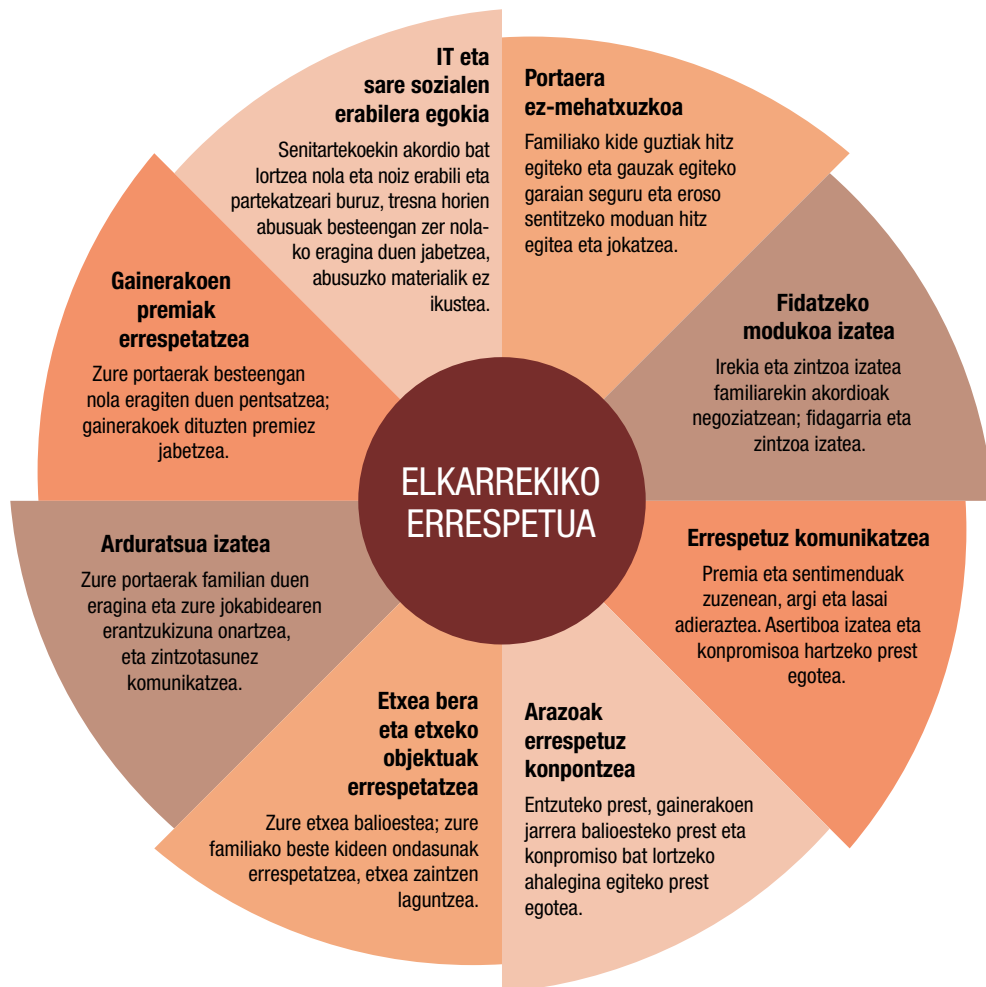 IT eta
sare sozialen
erabilera egokia
Senitartekoekin akordio bat
lortzea nola eta noiz erabili eta
partekatzeari buruz, tresna horien
abusuak besteengan zer nola-
ko eragina duen jabetzea,
abusuzko materialik ez
ikustea.
Portaera
ez-mehatxuzkoa
Familiako kide guztiak hitz
egiteko eta gauzak egiteko
garaian seguru eta eroso
sentitzeko moduan hitz
egitea eta jokatzea.
Fidatzeko
modukoa izatea
Irekia eta zintzoa izatea
familiarekin akordioak
negoziatzean; fidagarria eta
zintzoa izatea.
Errespetuz komunikatzea
Premia eta sentimenduak
zuzenean, argi eta lasai
adieraztea. Asertiboa izatea eta
konpromisoa hartzeko prest
egotea.
Arazoak
errespetuz
konpontzea
Entzuteko prest, gainerakoen
jarrera balioesteko prest eta
konpromiso bat lortzeko
ahalegina egiteko prest
egotea.
Etxea bera
eta etxeko
objektuak
errespetatzea
Zure etxea balioestea; zure
familiako beste kideen ondasunak
errespetatzea, etxea zaintzen
laguntzea.
Arduratsua izatea
Zure portaerak familian duen
eragina eta zure jokabidearen
erantzukizuna onartzea,
eta zintzotasunez
komunikatzea.
Gainerakoen
premiak
errespetatzea
Zure portaerak besteengan
nola eragiten duen pentsatzea;
gainerakoek dituzten premiez
jabetzea.
ELKARREKIKO
ERRESPETUA